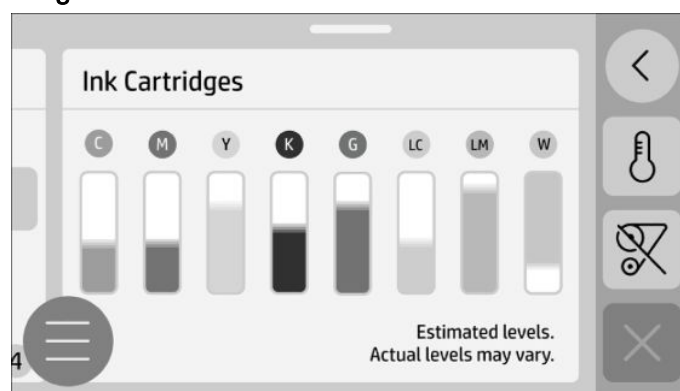 Ink Cartridges
C M Y K G LC LM W
Estimated levels.
Actual levels may vary.
4